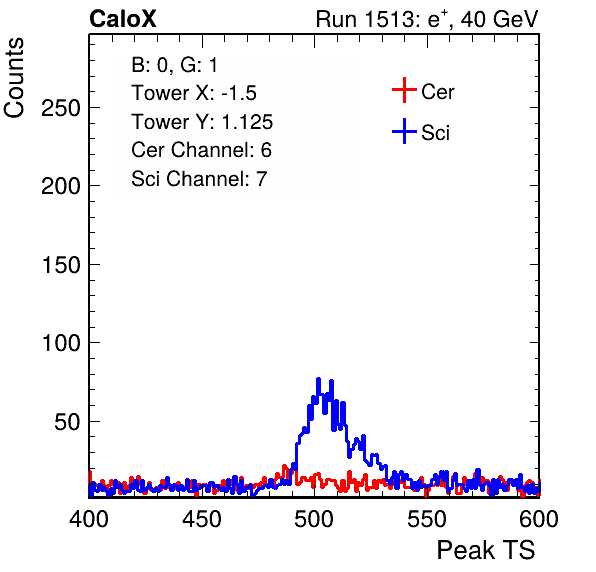 CaloX Run 1513: e⁺, 40 GeV
Counts
B: 0, G: 1
Tower X: -1.5
Tower Y: 1.125
Cer Channel: 6
Sci Channel: 7
Cer
Sci
250
200
150
100
50
400 450 500 550 600
Peak TS